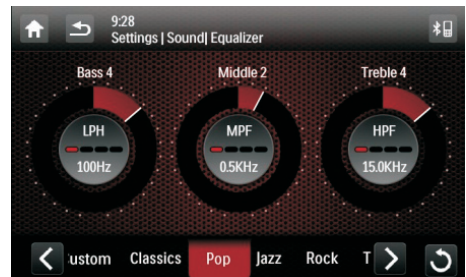 9:28
Settings | Sound| Equalizer
Bass 4 Middle 2 Treble 4
LPH MPF HPF
100Hz 0.5KHz 15.0KHz
ustom Classics Pop Jazz Rock T